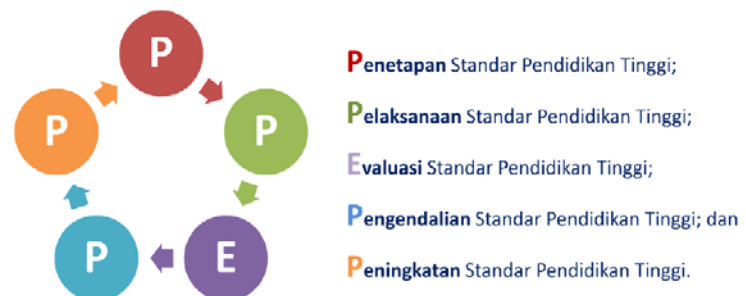 P
P
P
P
E
Penetapan Standar Pendidikan Tinggi;
Pelaksanaan Standar Pendidikan Tinggi;
Evaluasi Standar Pendidikan Tinggi;
Pengendalian Standar Pendidikan Tinggi; dan
Peningkatan Standar Pendidikan Tinggi.